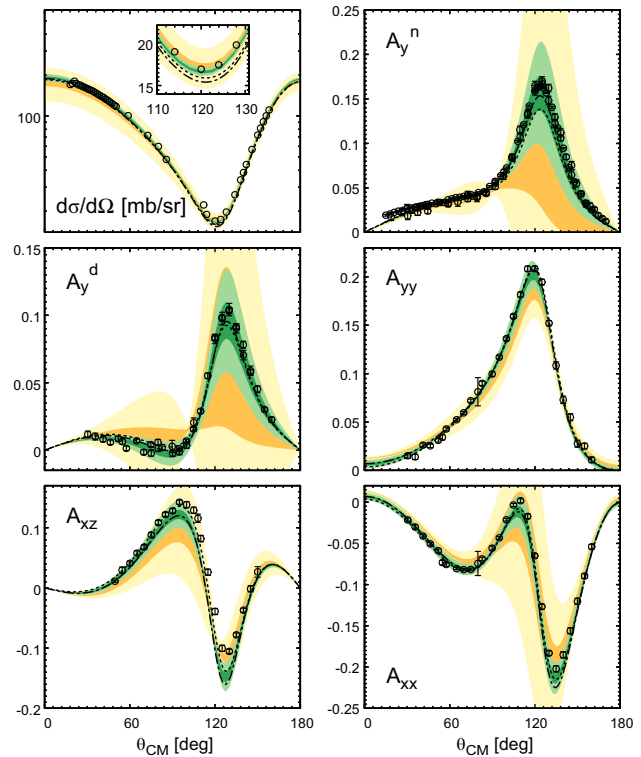 20
15
110 120 130
100
dσ/dΩ [mb/sr]
0.25
0.2
0.15
0.1
0.05
0
A_y^n
0.15
0.1
0.05
0
A_y^d
0.2
0.15
0.1
0.05
0
A_yy
0.1
0
-0.1
-0.2
A_xz
0 60 120 180
θ_CM [deg]
0
-0.05
-0.1
-0.15
-0.2
-0.25
A_xx
0 60 120 180
θ_CM [deg]